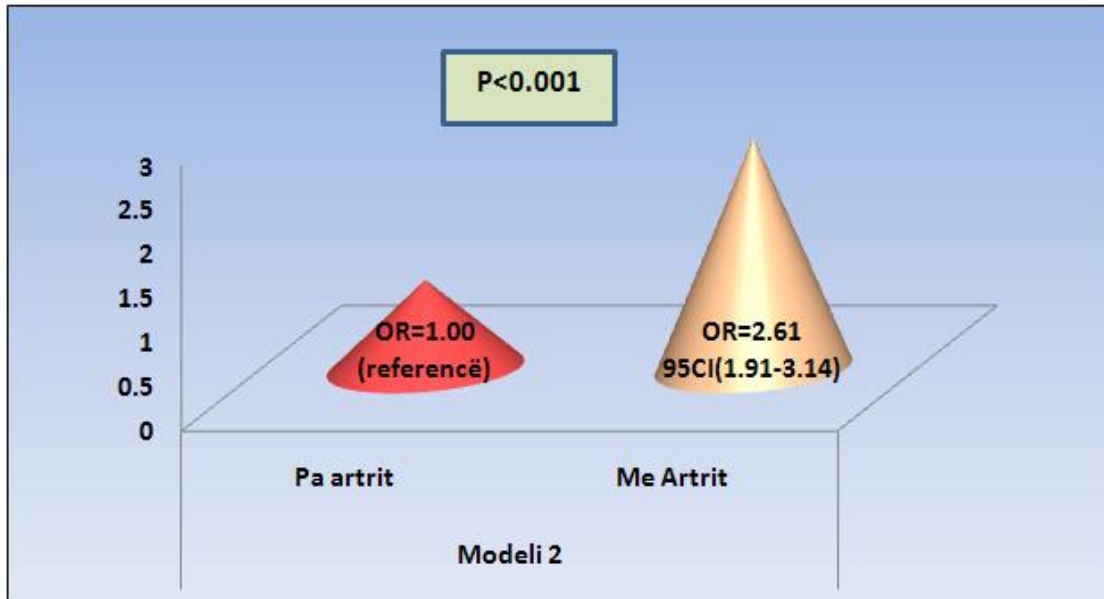 P<0.001
3
2.5
2
1.5
1
0.5
0
OR=1.00
(referencë)
OR=2.61
95CI(1.91-3.14)
Pa artrit
Me Artrit
Modeli 2